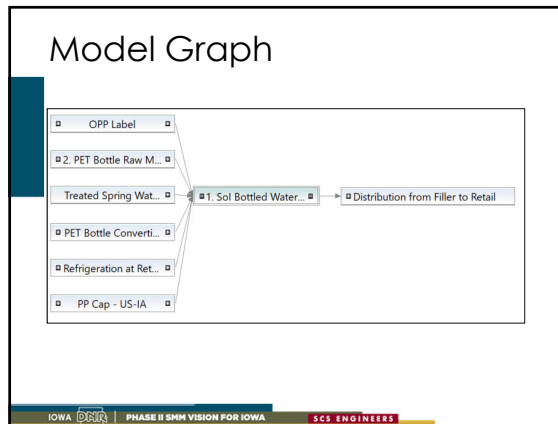 Model Graph
OPP Label
2. PET Bottle Raw M...
Treated Spring Wat...
1. Sol Bottled Water...
Distribution from Filler to Retail
PET Bottle Converti...
Refrigeration at Ret...
PP Cap - US-IA
IOWA DNR | PHASE II SMM VISION FOR IOWA SCS ENGINEERS